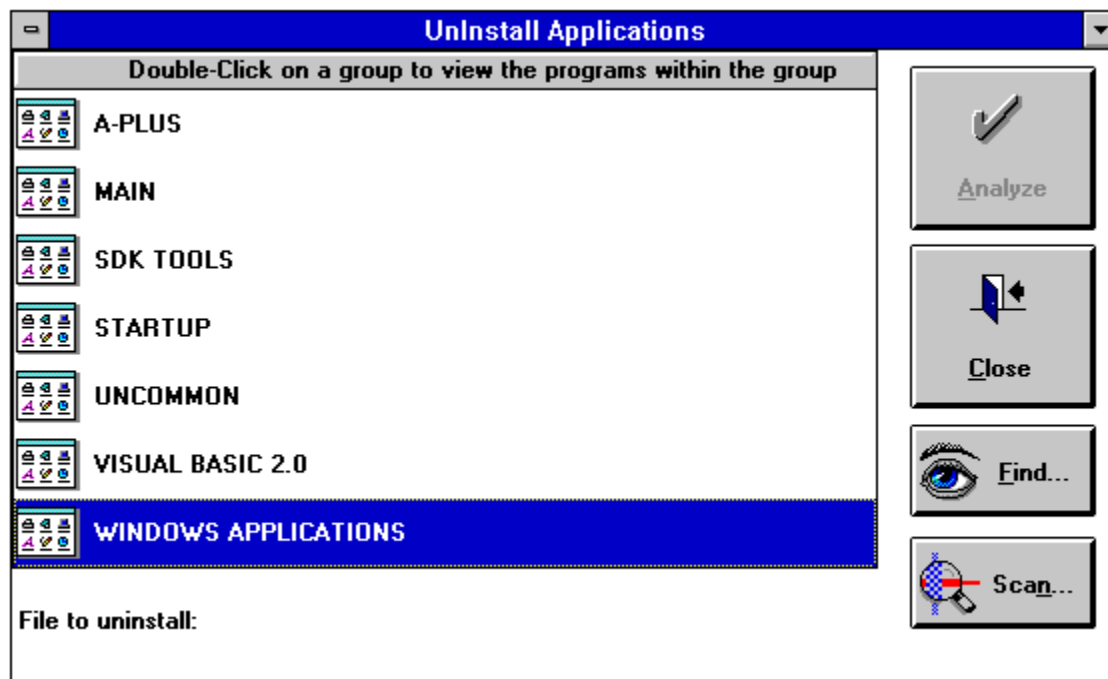 UnInstall Applications
Double-Click on a group to view the programs within the group
A-PLUS
MAIN
SDK TOOLS
STARTUP
UNCOMMON
VISUAL BASIC 2.0
WINDOWS APPLICATIONS
File to uninstall:
Analyze
Close
Find...
Scan...